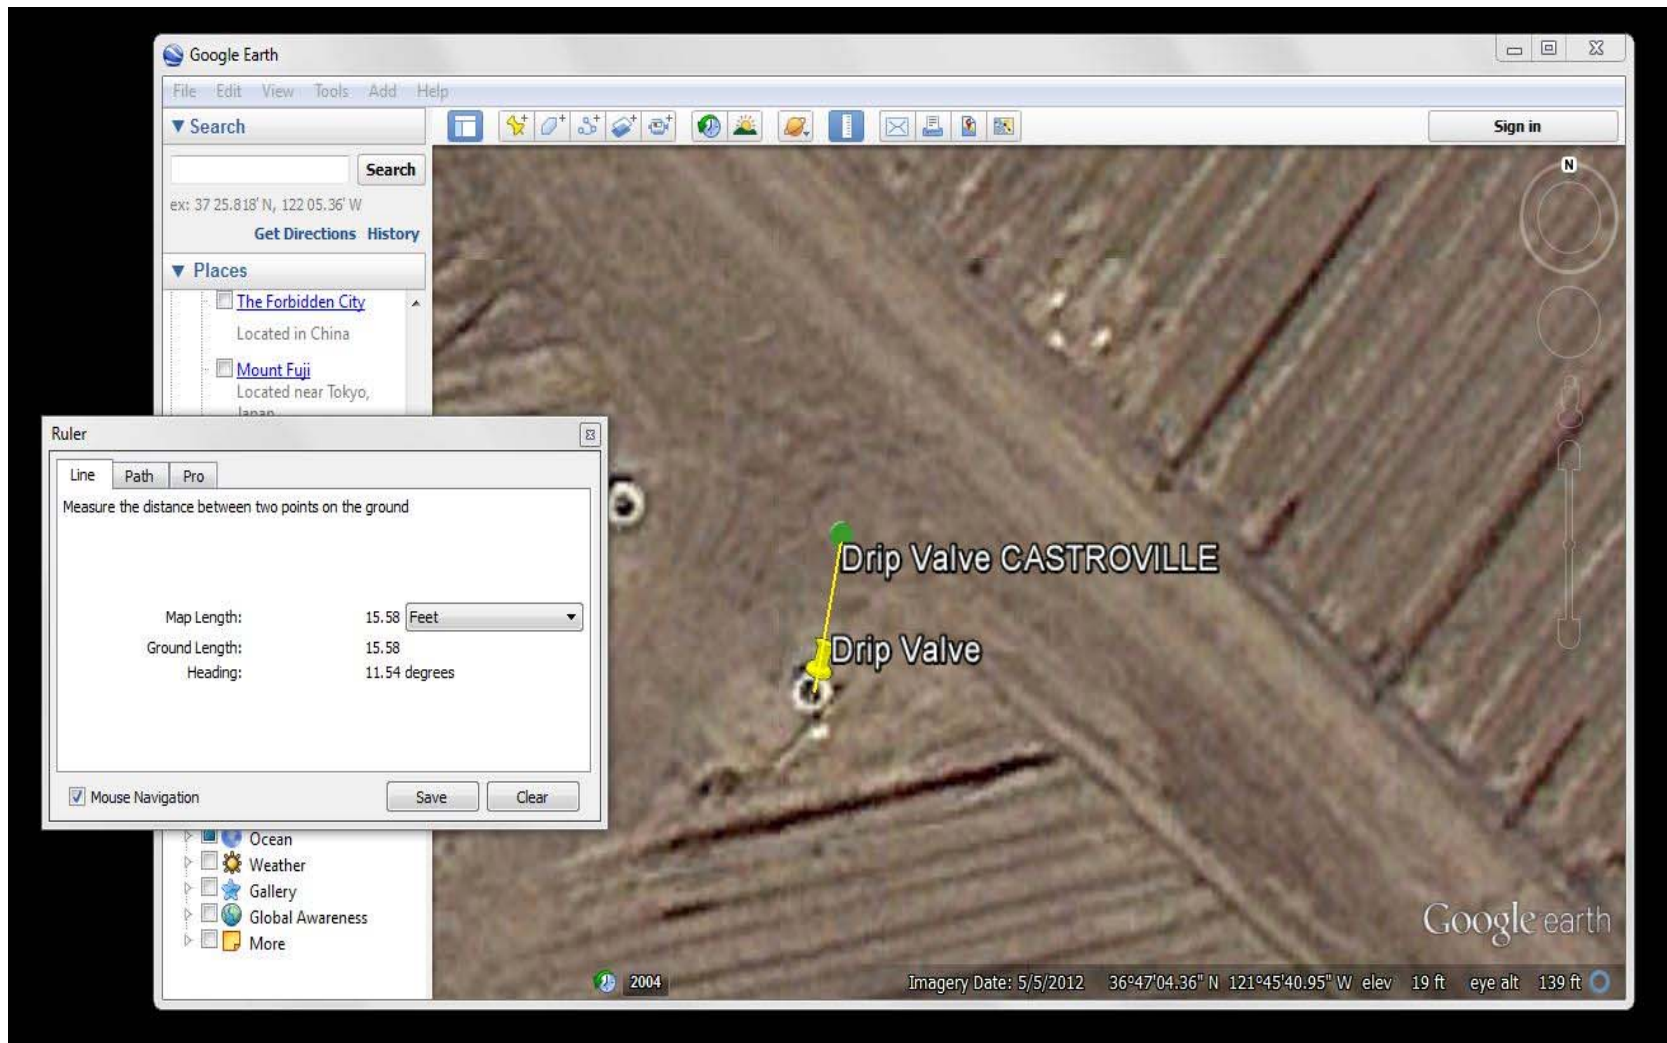 Google Earth
File Edit View Tools Add Help
Search
Sign in
Search
ex: 37 25.818' N, 122 05.36' W
Get Directions History
N
Places
The Forbidden City
Located in China
Mount Fuji
Located near Tokyo,
Japan
Ruler
Line Path Pro
Measure the distance between two points on the ground
Map Length: 15.58 Feet
Ground Length: 15.58
Heading: 11.54 degrees
Mouse Navigation Save Clear
Drip Valve CASTROVILLE
Drip Valve
Ocean
Weather
Gallery
Global Awareness
More
Google earth
2004
Imagery Date: 5/5/2012 36°47'04.36" N 121°45'40.95" W elev 19 ft eye alt 139 ft